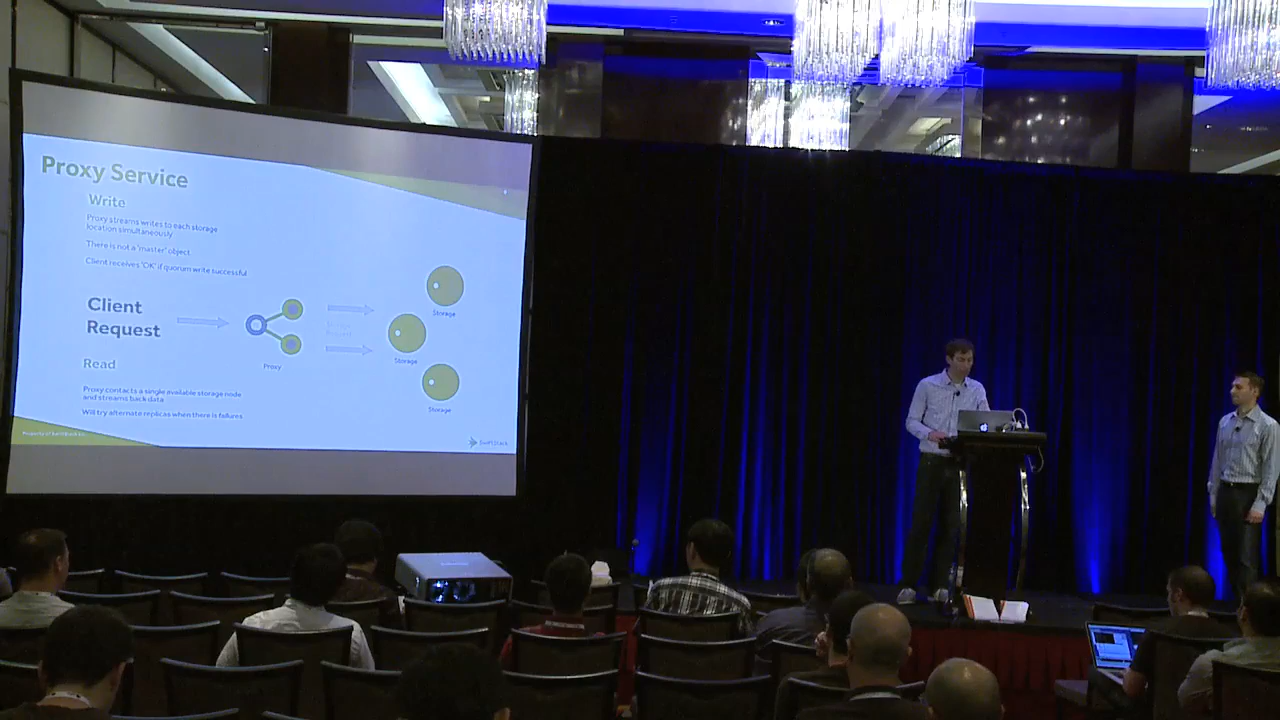 Proxy Service
Write
Proxy streams writes to each storage
location simultaneously
There is not a "master" object
Client receives "OK" if quorum write successful
Client
Request
Proxy
Storage
Storage
Storage
Read
Proxy contacts a single available storage node
and streams back data
Will try alternate replicas when there is failures
SwiftStack